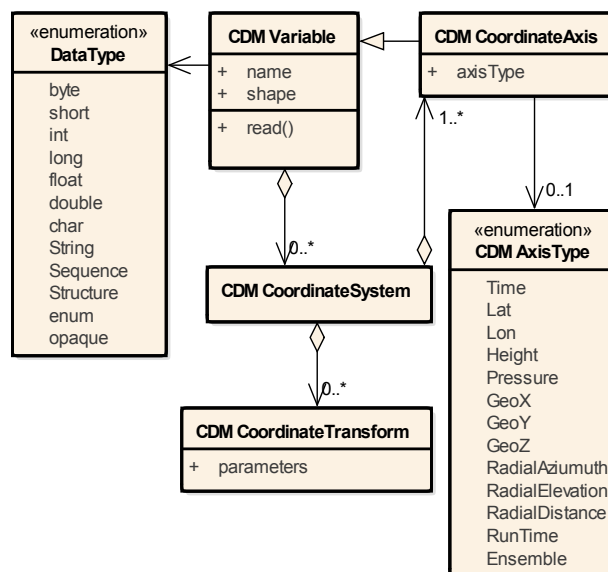 «enumeration»
DataType
byte
short
int
long
float
double
char
String
Sequence
Structure
enum
opaque
CDM Variable
+ name
+ shape
+ read()
CDM CoordinateAxis
+ axisType
1..*
0..1
0..*
CDM CoordinateSystem
0..*
CDM CoordinateTransform
+ parameters
«enumeration»
CDM AxisType
Time
Lat
Lon
Height
Pressure
GeoX
GeoY
GeoZ
RadialAziumuth
RadialElevation
RadialDistance
RunTime
Ensemble